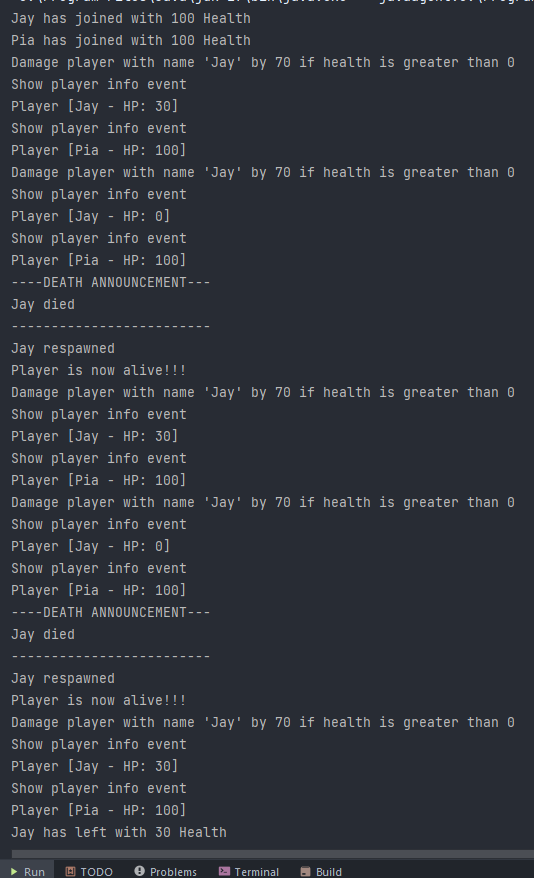 Jay has joined with 100 Health
Pia has joined with 100 Health
Damage player with name 'Jay' by 70 if health is greater than 0
Show player info event
Player [Jay - HP: 30]
Show player info event
Player [Pia - HP: 100]
Damage player with name 'Jay' by 70 if health is greater than 0
Show player info event
Player [Jay - HP: 0]
Show player info event
Player [Pia - HP: 100]
----DEATH ANNOUNCEMENT---
Jay died
-------------------------
Jay respawned
Player is now alive!!!
Damage player with name 'Jay' by 70 if health is greater than 0
Show player info event
Player [Jay - HP: 30]
Show player info event
Player [Pia - HP: 100]
Damage player with name 'Jay' by 70 if health is greater than 0
Show player info event
Player [Jay - HP: 0]
Show player info event
Player [Pia - HP: 100]
----DEATH ANNOUNCEMENT---
Jay died
-------------------------
Jay respawned
Player is now alive!!!
Damage player with name 'Jay' by 70 if health is greater than 0
Show player info event
Player [Jay - HP: 30]
Show player info event
Player [Pia - HP: 100]
Jay has left with 30 Health
Run TODO Problems Terminal Build